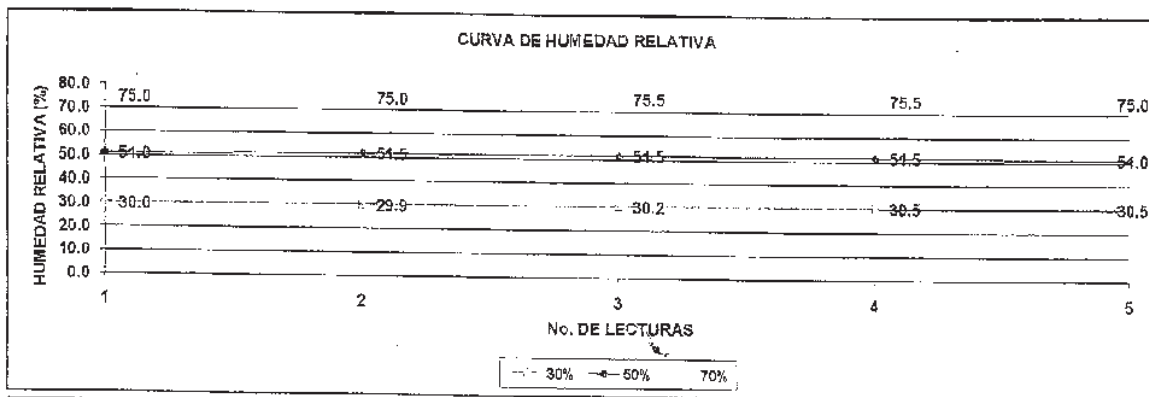 CURVA DE HUMEDAD RELATIVA
HUMEDAD RELATIVA (%)
80.0
70.0
60.0
50.0
40.0
30.0
20.0
10.0
0.0
75.0 75.0 75.5 75.5 75.0
51.0 51.5 51.5 51.5 51.0
30.0 29.9 30.2 30.5 30.5
1 2 3 4 5
No. DE LECTURAS
30% 50% 70%